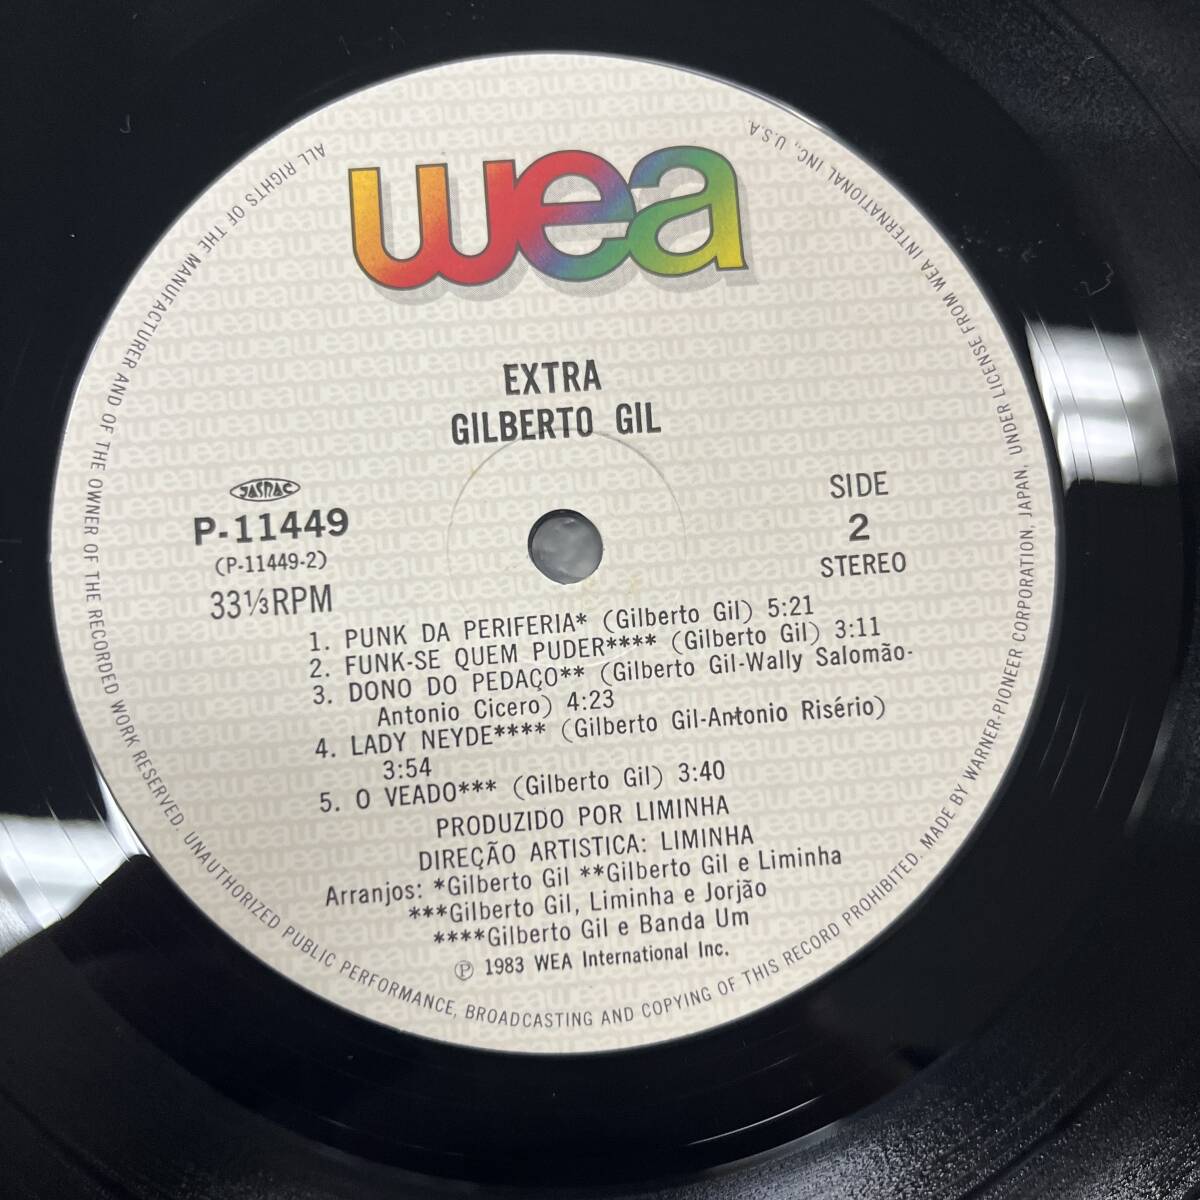 wea
EXTRA
GILBERTO GIL
JASRAC
P-11449
(P-11449-2)
33⅓RPM
SIDE
2
STEREO
1. PUNK DA PERIFERIA* (Gilberto Gil) 5:21
2. FUNK-SE QUEM PUDER**** (Gilberto Gil) 3:11
3. DONO DO PEDAÇO** (Gilberto Gil-Wally Salomão-
Antonio Cicero) 4:23
4. LADY NEYDE**** (Gilberto Gil-Antonio Risério)
3:54
5. O VEADO*** (Gilberto Gil) 3:40
PRODUZIDO POR LIMINHA
DIREÇÃO ARTISTICA: LIMINHA
Arranjos: *Gilberto Gil **Gilberto Gil e Liminha
***Gilberto Gil, Liminha e Jorjão
****Gilberto Gil e Banda Um
℗ 1983 WEA International Inc.
ALL RIGHTS OF THE MANUFACTURER AND OF THE OWNER OF THE RECORDED WORK RESERVED. UNAUTHORIZED PUBLIC PERFORMANCE, BROADCASTING AND COPYING OF THIS RECORD PROHIBITED. MADE BY WARNER-PIONEER CORPORATION, JAPAN, UNDER LICENSE FROM WEA INTERNATIONAL INC., U.S.A.